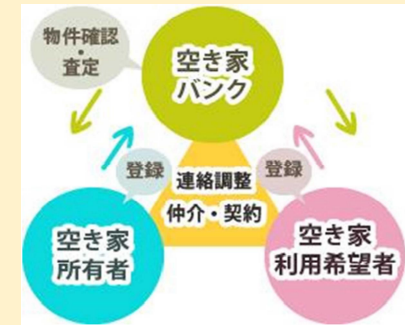 物件確認
・
査定
空き家
バンク
登録
連絡調整
仲介・契約
登録
空き家
所有者
空き家
利用希望者